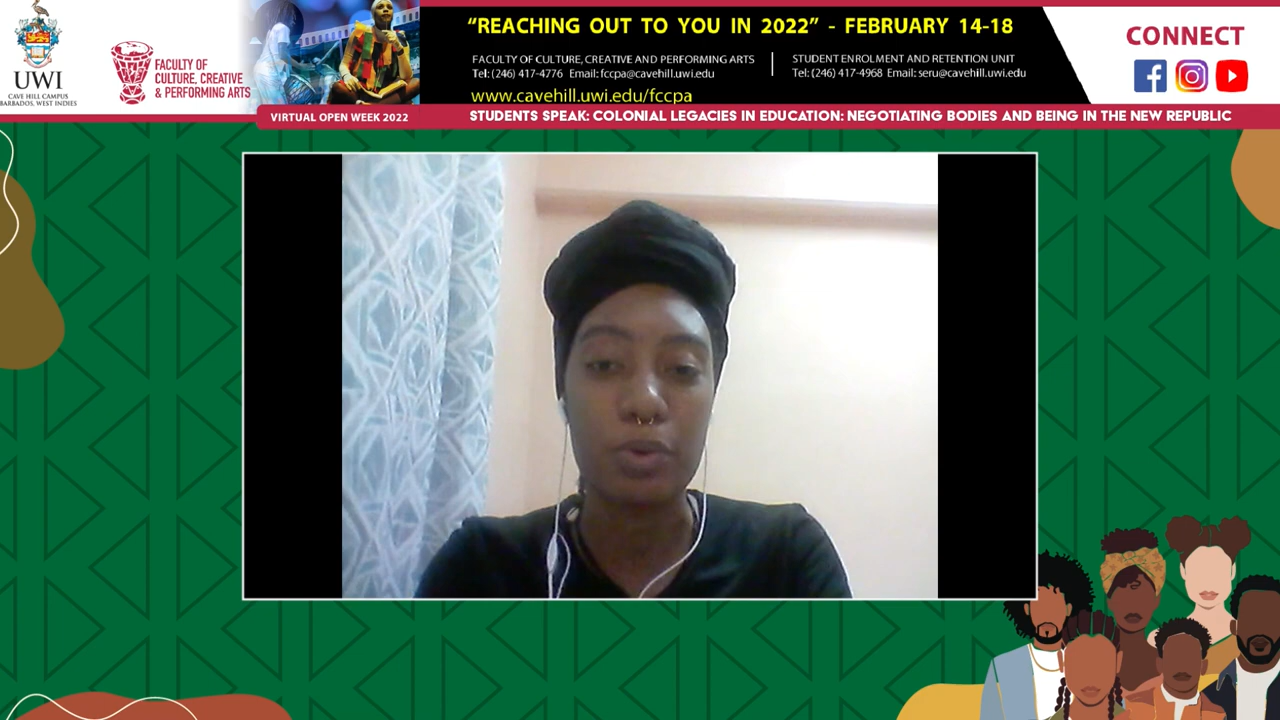 UWI
CAVE HILL CAMPUS
BARBADOS, WEST INDIES
FACULTY OF
CULTURE, CREATIVE
& PERFORMING ARTS
"REACHING OUT TO YOU IN 2022" - FEBRUARY 14-18
FACULTY OF CULTURE, CREATIVE AND PERFORMING ARTS
Tel: (246) 417-4776 Email: fccpa@cavehill.uwi.edu
STUDENT ENROLMENT AND RETENTION UNIT
Tel: (246) 417-4968 Email: seru@cavehill.uwi.edu
www.cavehill.uwi.edu/fccpa
CONNECT
VIRTUAL OPEN WEEK 2022
STUDENTS SPEAK: COLONIAL LEGACIES IN EDUCATION: NEGOTIATING BODIES AND BEING IN THE NEW REPUBLIC